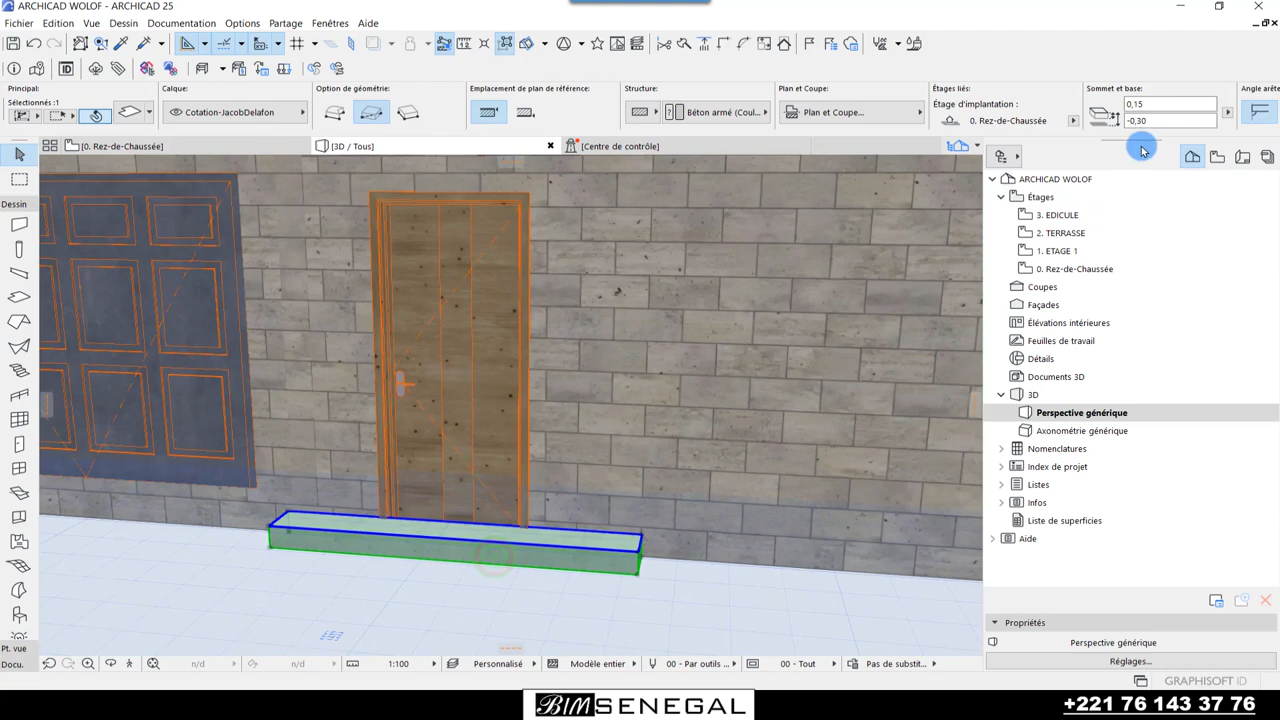 ARCHICAD WOLOF - ARCHICAD 25
Fichier Edition Vue Dessin Documentation Options Partage Fenêtres Aide
Principal: Calque: Option de géométrie: Emplacement de plan de référence: Structure: Plan et Coupe: Étages liés: Sommet et base: Angle arête
Sélectionnés :1
Étage d'implantation :
0,15
Cotation-JacobDelafon
Béton armé (Coul...
Plan et Coupe...
0. Rez-de-Chaussée
-0,30
[0. Rez-de-Chaussée]
[3D / Tous]
[Centre de contrôle]
Dessin
Pt. vue
Docu.
ARCHICAD WOLOF
Étages
3. EDICULE
2. TERRASSE
1. ETAGE 1
0. Rez-de-Chaussée
Coupes
Façades
Élévations intérieures
Feuilles de travail
Détails
Documents 3D
3D
Perspective générique
Axonométrie générique
Nomenclatures
Index de projet
Listes
Infos
Liste de superficies
Aide
Propriétés
Perspective générique
Réglages...
n/d
n/d
1:100
Personnalisé
Modèle entier
00 - Par outils ...
00 - Tout
Pas de substit...
GRAPHISOFT ID
BIMSENEGAL
+221 76 143 37 76